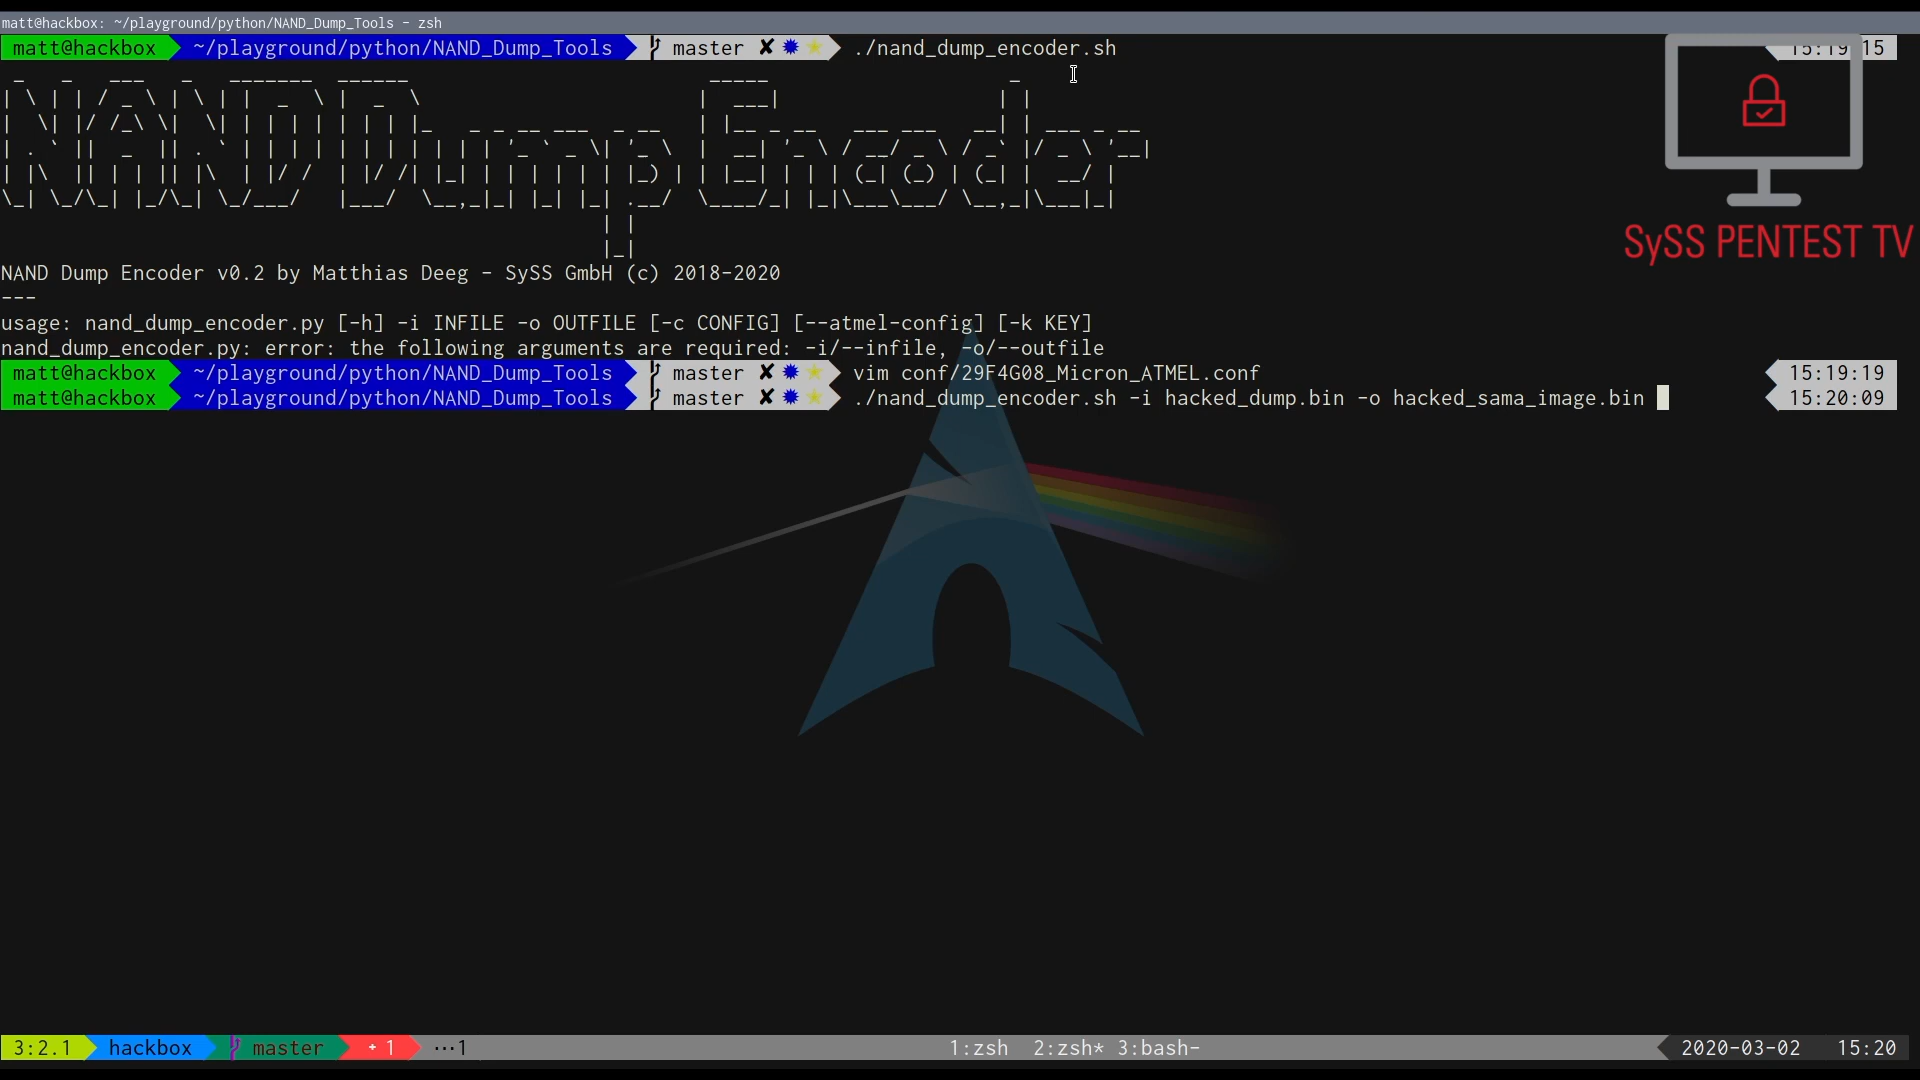 matt@hackbox: ~/playground/python/NAND_Dump_Tools - zsh
matt@hackbox ~/playground/python/NAND_Dump_Tools master ✘ ✹ ★ ./nand_dump_encoder.sh 15:19:15
NAND Dump Encoder
SySS PENTEST TV
NAND Dump Encoder v0.2 by Matthias Deeg - SySS GmbH (c) 2018-2020
---
usage: nand_dump_encoder.py [-h] -i INFILE -o OUTFILE [-c CONFIG] [--atmel-config] [-k KEY]
nand_dump_encoder.py: error: the following arguments are required: -i/--infile, -o/--outfile
matt@hackbox ~/playground/python/NAND_Dump_Tools master ✘ ✹ ★ vim conf/29F4G08_Micron_ATMEL.conf 15:19:19
matt@hackbox ~/playground/python/NAND_Dump_Tools master ✘ ✹ ★ ./nand_dump_encoder.sh -i hacked_dump.bin -o hacked_sama_image.bin 15:20:09
3:2.1 hackbox master + 1 ···1 1:zsh 2:zsh* 3:bash- 2020-03-02 15:20